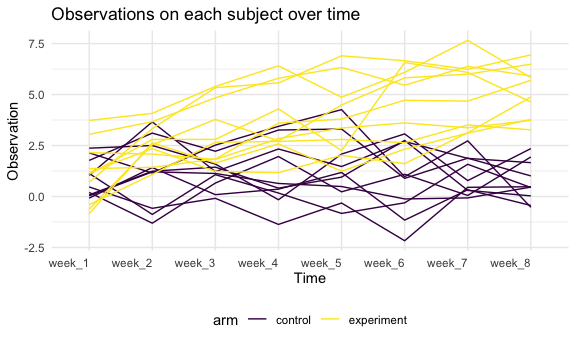 Observations on each subject over time
Observation
7.5
5.0
2.5
0.0
-2.5
week_1 week_2 week_3 week_4 week_5 week_6 week_7 week_8
Time
arm control experiment